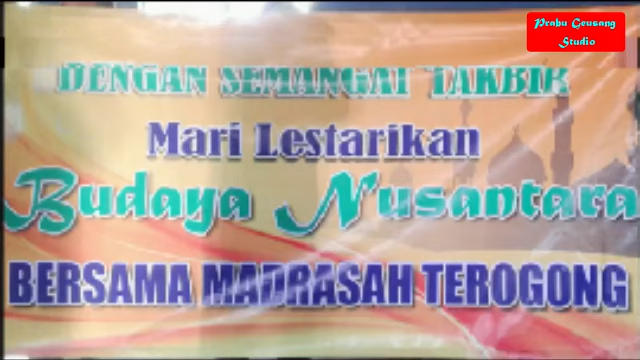 Prabu Geusang
Studio
DENGAN SEMANGAT TAKBIR
Mari Lestarikan
Budaya Nusantara
BERSAMA MADRASAH TEROGONG